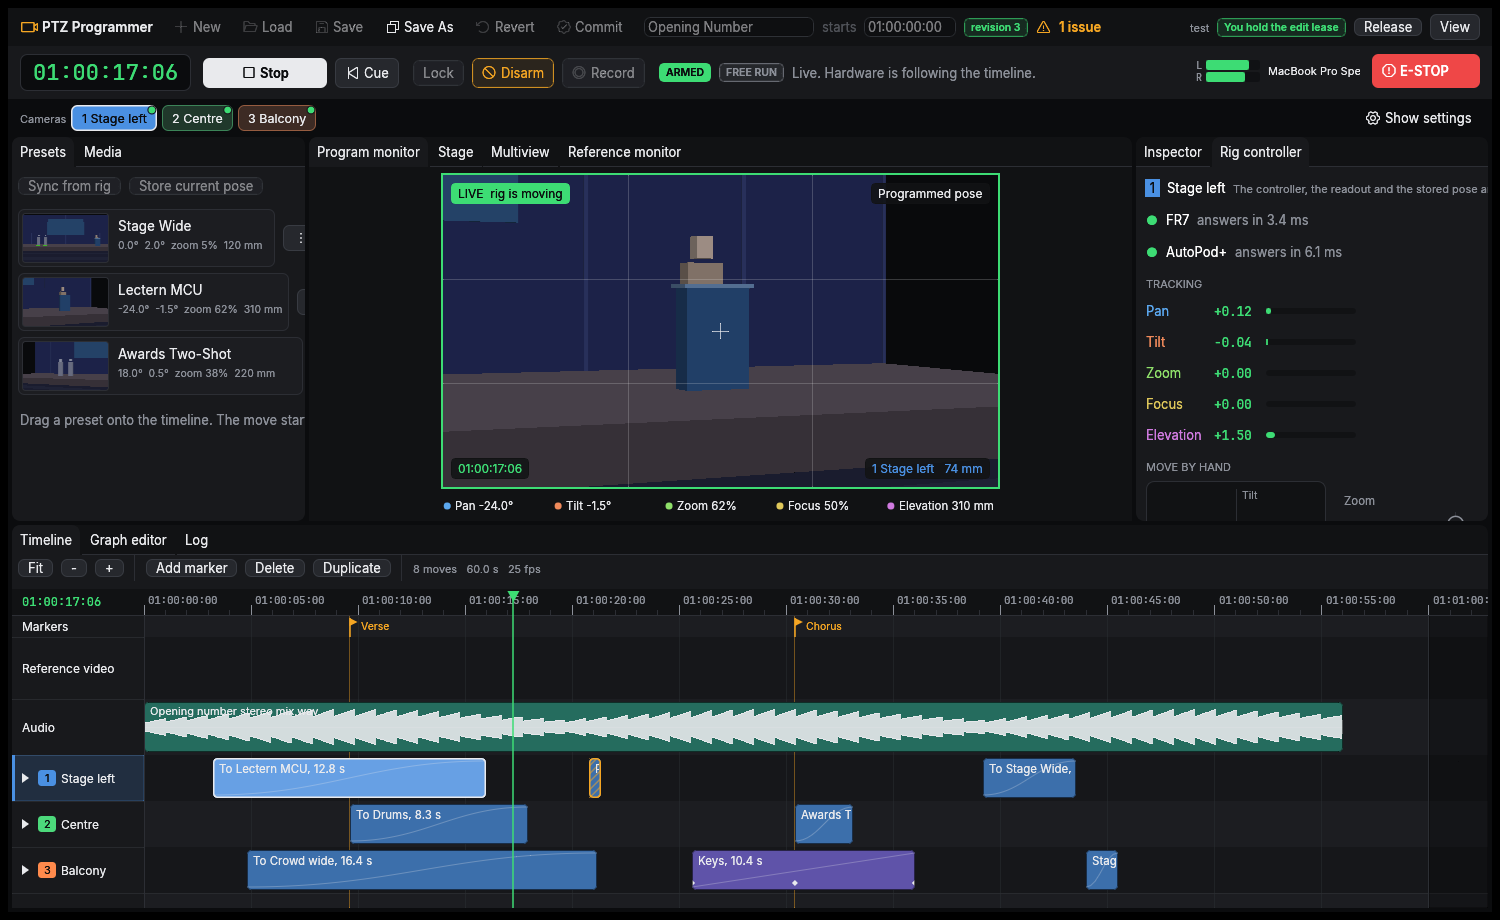 PTZ Programmer New Load Save Save As Revert Commit Opening Number starts 01:00:00:00 revision 3 1 issue test You hold the edit lease Release View
01:00:17:06 Stop Cue Lock Disarm Record ARMED FREE RUN Live. Hardware is following the timeline. L R MacBook Pro Spe E-STOP
Cameras 1 Stage left 2 Centre 3 Balcony Show settings
Presets Media
Sync from rig Store current pose
Stage Wide
0.0° 2.0° zoom 5% 120 mm
Lectern MCU
-24.0° -1.5° zoom 62% 310 mm
Awards Two-Shot
18.0° 0.5° zoom 38% 220 mm
Drag a preset onto the timeline. The move star
Program monitor Stage Multiview Reference monitor
LIVE rig is moving Programmed pose
01:00:17:06 1 Stage left 74 mm
Pan -24.0° Tilt -1.5° Zoom 62% Focus 50% Elevation 310 mm
Inspector Rig controller
1 Stage left The controller, the readout and the stored pose a
FR7 answers in 3.4 ms
AutoPod+ answers in 6.1 ms
TRACKING
Pan +0.12
Tilt -0.04
Zoom +0.00
Focus +0.00
Elevation +1.50
MOVE BY HAND
Tilt Zoom
Timeline Graph editor Log
Fit - + Add marker Delete Duplicate 8 moves 60.0 s 25 fps
01:00:17:06 01:00:00:00 01:00:05:00 01:00:10:00 01:00:15:00 01:00:20:00 01:00:25:00 01:00:30:00 01:00:35:00 01:00:40:00 01:00:45:00 01:00:50:00 01:00:55:00 01:01:00:
Markers Verse Chorus
Reference video
Audio Opening number stereo mix.wav
1 Stage left To Lectern MCU, 12.8 s To Stage Wide,
2 Centre To Drums, 8.3 s Awards T
3 Balcony To Crowd wide, 16.4 s Keys, 10.4 s Stag